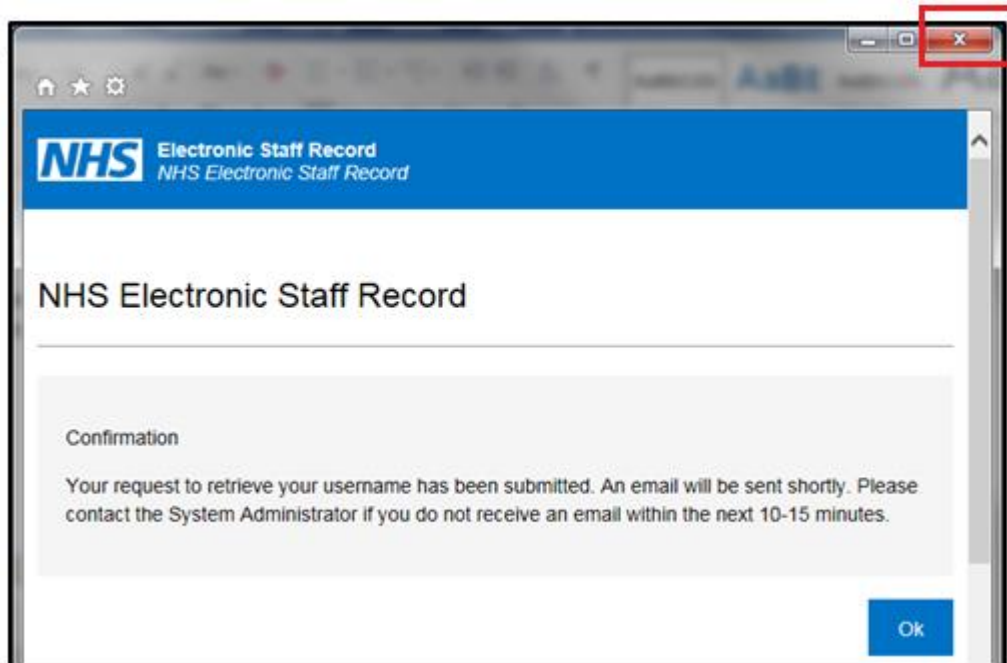 NHS
Electronic Staff Record
NHS Electronic Staff Record
NHS Electronic Staff Record
Confirmation
Your request to retrieve your username has been submitted. An email will be sent shortly. Please
contact the System Administrator if you do not receive an email within the next 10-15 minutes.
Ok